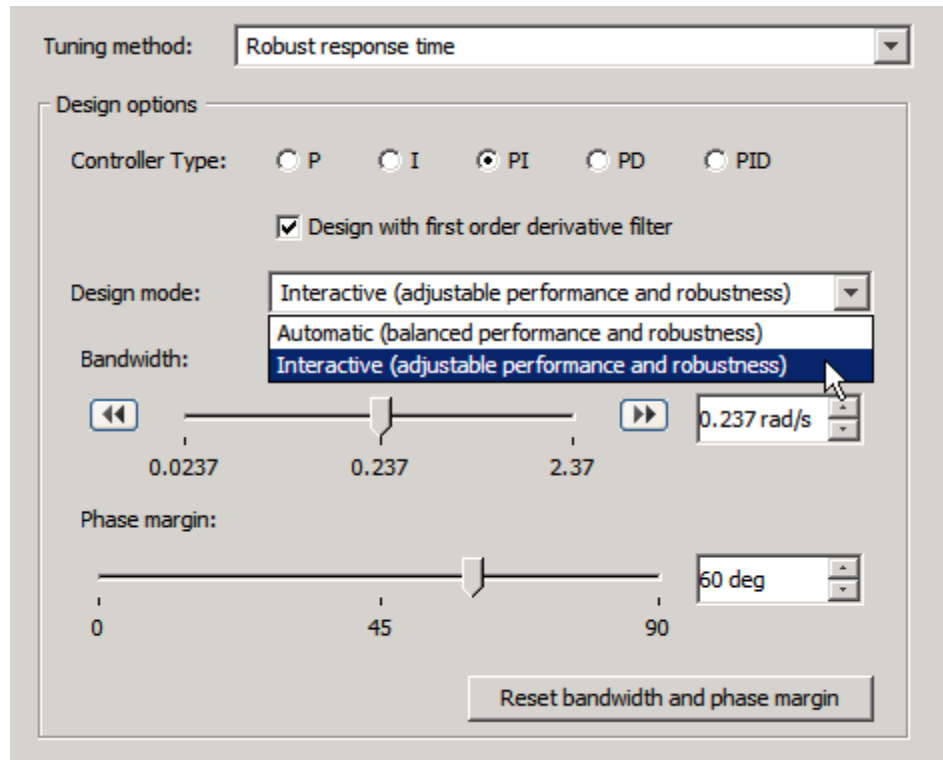 Tuning method: Robust response time
Design options
Controller Type: P I PI PD PID
Design with first order derivative filter
Design mode: Interactive (adjustable performance and robustness)
Automatic (balanced performance and robustness)
Bandwidth: Interactive (adjustable performance and robustness)
0.237 rad/s
0.0237 0.237 2.37
Phase margin:
60 deg
0 45 90
Reset bandwidth and phase margin